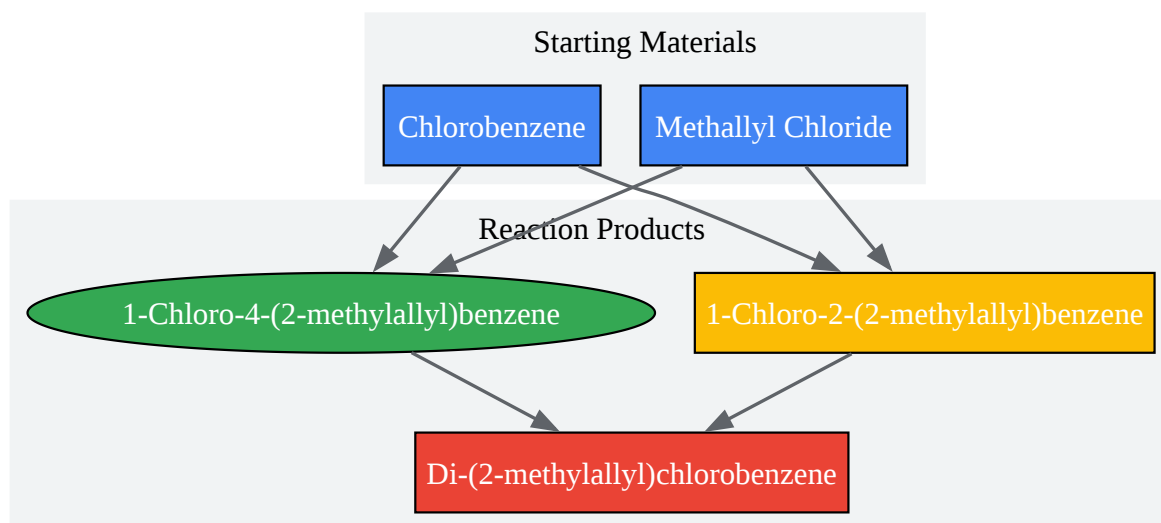 Starting Materials
Chlorobenzene
Methallyl Chloride
Reaction Products
1-Chloro-4-(2-methylallyl)benzene
1-Chloro-2-(2-methylallyl)benzene
Di-(2-methylallyl)chlorobenzene